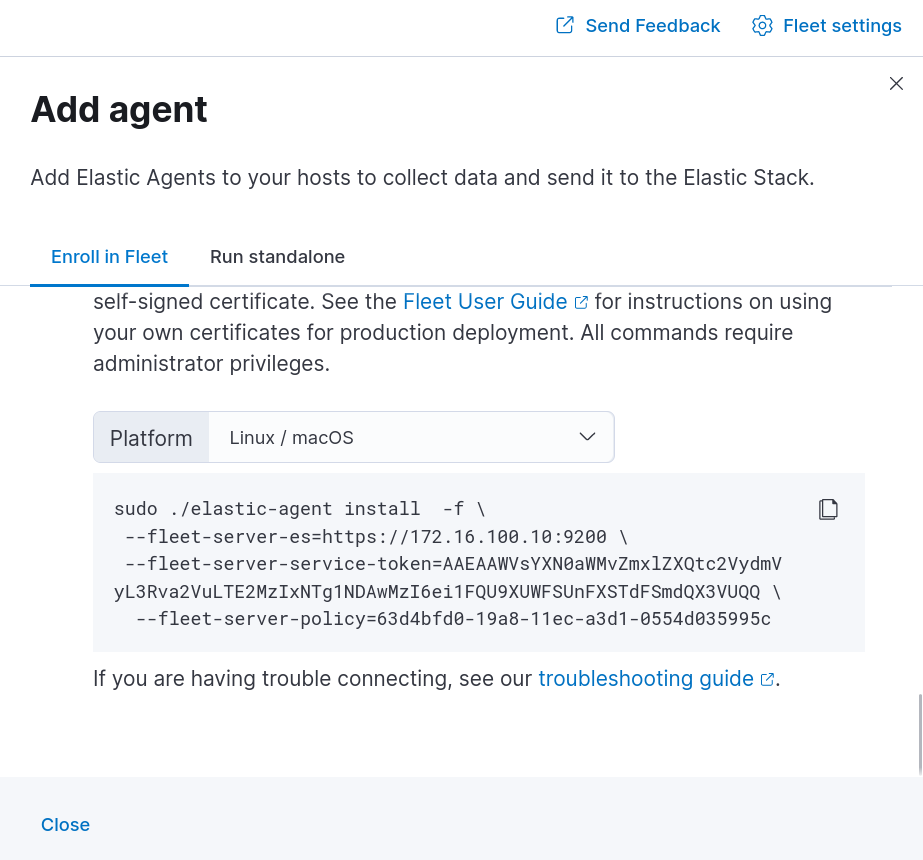 Send Feedback Fleet settings
Add agent
Add Elastic Agents to your hosts to collect data and send it to the Elastic Stack.
Enroll in Fleet Run standalone
self-signed certificate. See the Fleet User Guide for instructions on using
your own certificates for production deployment. All commands require
administrator privileges.
Platform Linux / macOS
sudo ./elastic-agent install  -f \
--fleet-server-es=https://172.16.100.10:9200 \
--fleet-server-service-token=AAEAAWVsYXN0aWMvZmxlZXQtc2VydmV
yL3Rva2VuLTE2MzIxNTg1NDAwMzI6ei1FQU9XUWFSUnFXSTdFSmdQX3VUQQ \
--fleet-server-policy=63d4bfd0-19a8-11ec-a3d1-0554d035995c
If you are having trouble connecting, see our troubleshooting guide.
Close